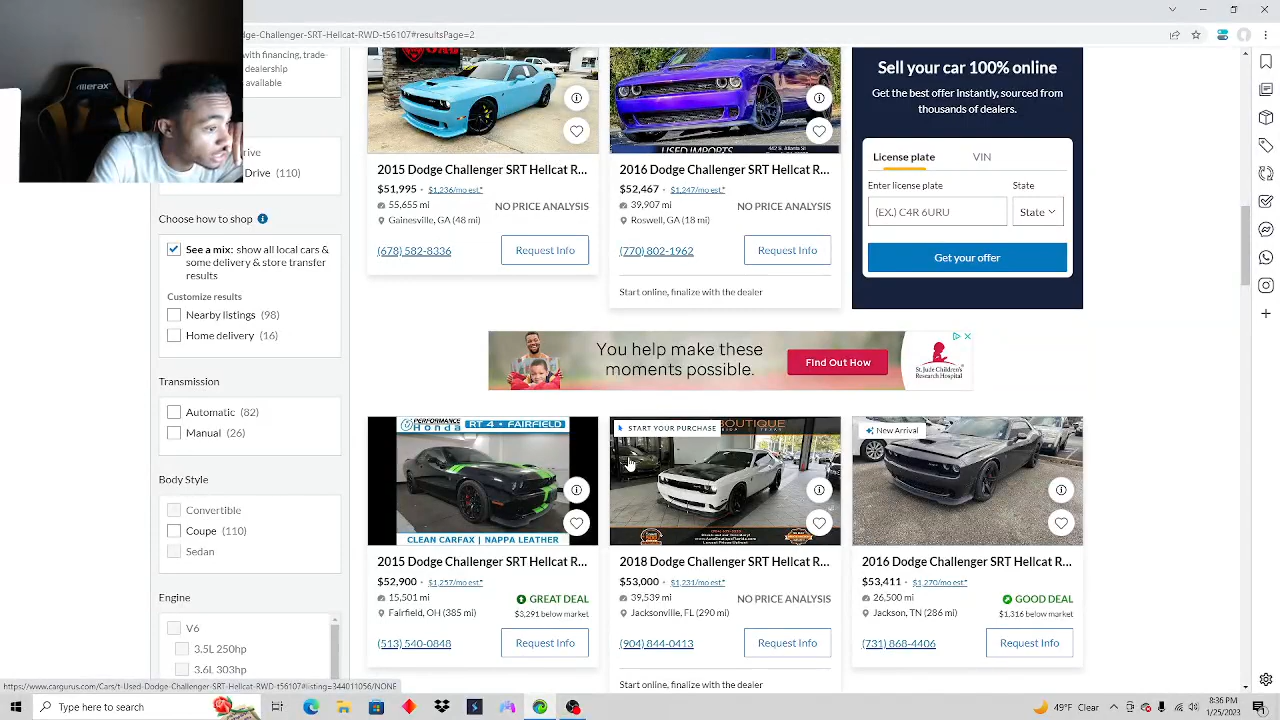 dge-Challenger-SRT-Hellcat-RWD-t56107#resultsPage=2
with financing, trade-
dealership
available
Drive (110)
Choose how to shop
See a mix: show all local cars &
some delivery & store transfer
results
Customize results
Nearby listings (98)
Home delivery (16)
Transmission
Automatic (82)
Manual (26)
Body Style
Convertible
Coupe (110)
Sedan
Engine
V6
3.5L 250hp
3.6L 303hp
2015 Dodge Challenger SRT Hellcat R...
$51,995 · $1,236/mo est.*
55,655 mi
NO PRICE ANALYSIS
Gainesville, GA (48 mi)
(678) 582-8336
Request Info
USED IMPORTS
2016 Dodge Challenger SRT Hellcat R...
$52,467 · $1,247/mo est.*
39,907 mi
NO PRICE ANALYSIS
Roswell, GA (18 mi)
(770) 802-1962
Request Info
Start online, finalize with the dealer
Sell your car 100% online
Get the best offer Instantly, sourced from
thousands of dealers.
License plate
VIN
Enter license plate
State
(EX.) C4R 6URU
State
Get your offer
You help make these
moments possible.
Find Out How
St. Jude Children's
Research Hospital
PERFORMANCE
Honda
RT 4 • FAIRFIELD
CLEAN CARFAX | NAPPA LEATHER
2015 Dodge Challenger SRT Hellcat R...
$52,900 · $1,257/mo est.*
15,501 mi
GREAT DEAL
Fairfield, OH (385 mi)
$3,291 below market
(513) 540-0848
Request Info
BOUTIQUE
START YOUR PURCHASE
2018 Dodge Challenger SRT Hellcat R...
$53,000 · $1,231/mo est.*
39,539 mi
NO PRICE ANALYSIS
Jacksonville, FL (290 mi)
(904) 844-0413
Request Info
Start online, finalize with the dealer
New Arrival
2016 Dodge Challenger SRT Hellcat R...
$53,411 · $1,270/mo est.*
26,500 mi
GOOD DEAL
Jackson, TN (286 mi)
$1,316 below market
(731) 868-4406
Request Info
https://www.cargurus.com/Cars/t-Used-Dodge-Challenger-SRT-Hellcat-RWD-t56107#listing=344011056/NONE
Type here to search
49°F Clear
8:36 PM
1/25/2023